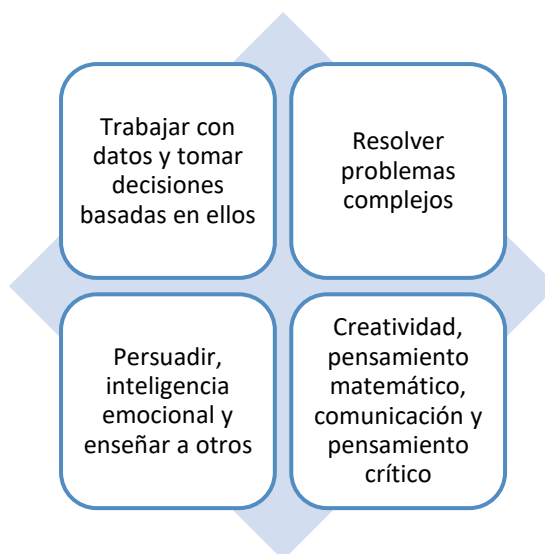 Trabajar con
datos y tomar
decisiones
basadas en ellos
Resolver
problemas
complejos
Persuadir,
inteligencia
emocional y
enseñar a otros
Creatividad,
pensamiento
matemático,
comunicación y
pensamiento
crítico